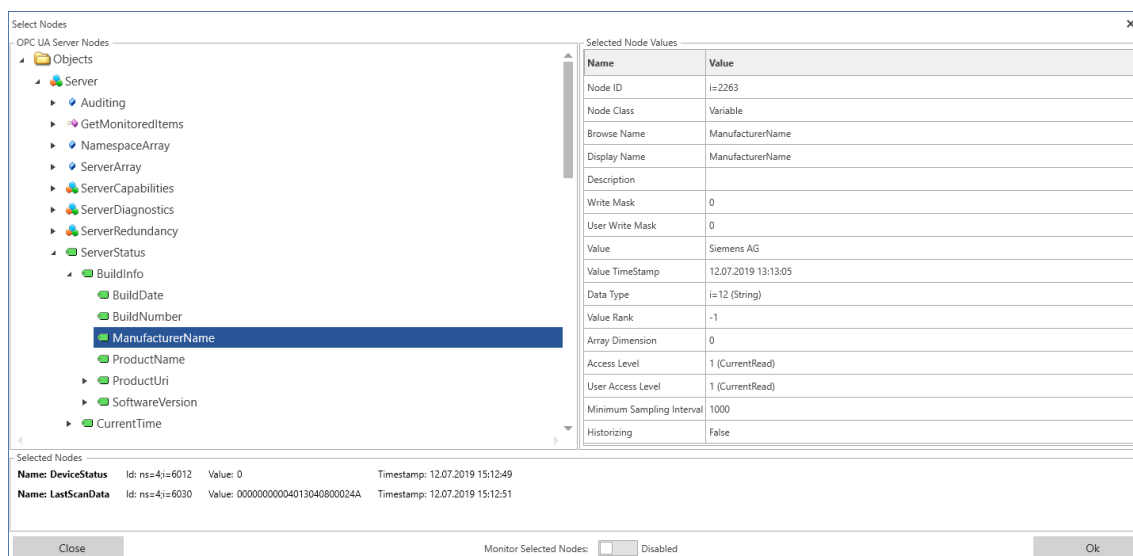 Select Nodes
OPC UA Server Nodes
Objects
Server
Auditing
GetMonitoredItems
NamespaceArray
ServerArray
ServerCapabilities
ServerDiagnostics
ServerRedundancy
ServerStatus
BuildInfo
BuildDate
BuildNumber
ManufacturerName
ProductName
ProductUri
SoftwareVersion
CurrentTime
Selected Node Values
Name Value
Node ID i=2263
Node Class Variable
Browse Name ManufacturerName
Display Name ManufacturerName
Description
Write Mask 0
User Write Mask 0
Value Siemens AG
Value TimeStamp 12.07.2019 13:13:05
Data Type i=12 (String)
Value Rank -1
Array Dimension 0
Access Level 1 (CurrentRead)
User Access Level 1 (CurrentRead)
Minimum Sampling Interval 1000
Historizing False
Selected Nodes
Name: DeviceStatus Id: ns=4;i=6012 Value: 0 Timestamp: 12.07.2019 15:12:49
Name: LastScanData Id: ns=4;i=6030 Value: 00000000004013040800024A Timestamp: 12.07.2019 15:12:51
Close Monitor Selected Nodes: Disabled Ok